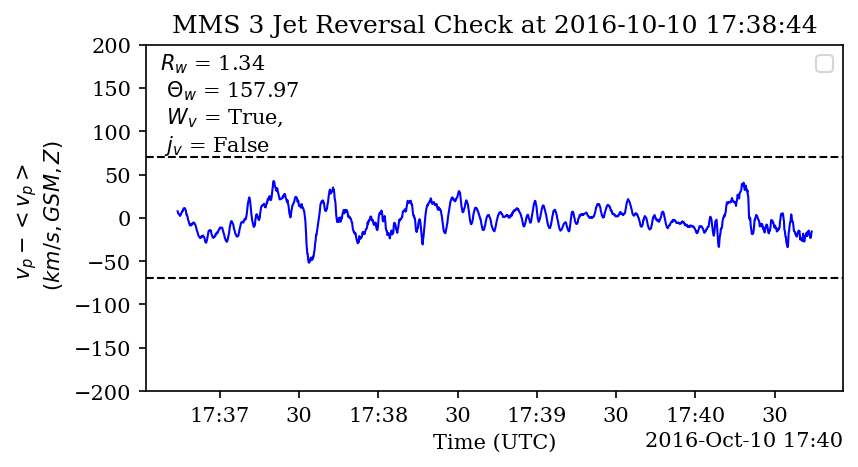 MMS 3 Jet Reversal Check at 2016-10-10 17:38:44
R_w = 1.34
Θ_w = 157.97
W_v = True,
j_v = False
v_p − < v_p >
(km/s, GSM, Z)
200
150
100
50
0
−50
−100
−150
−200
17:37 30 17:38 30 17:39 30 17:40 30
Time (UTC)
2016-Oct-10 17:40